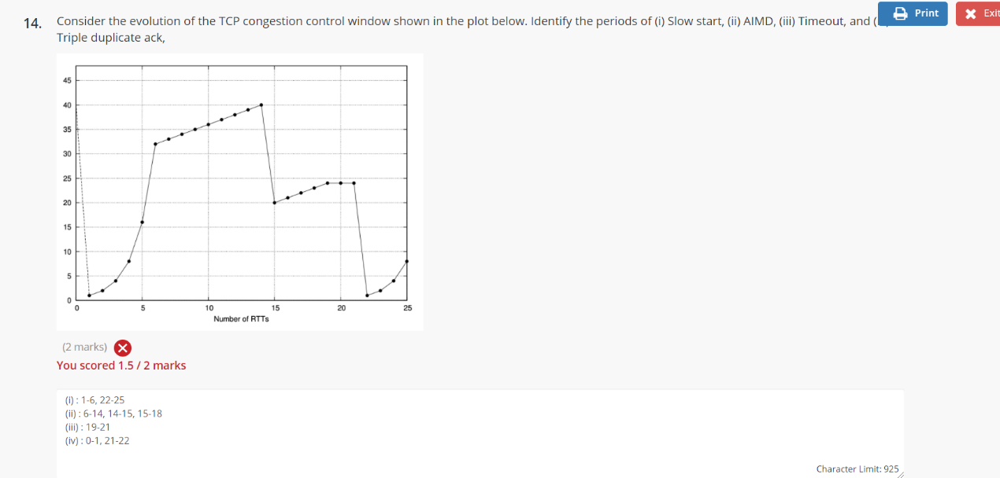 Print
Exit
14. Consider the evolution of the TCP congestion control window shown in the plot below. Identify the periods of (i) Slow start, (ii) AIMD, (iii) Timeout, and (
Triple duplicate ack,
45
40
35
30
25
20
15
10
5
0
0 5 10 15 20 25
Number of RTTs
(2 marks)
You scored 1.5 / 2 marks
(i) : 1-6, 22-25
(ii) : 6-14, 14-15, 15-18
(iii) : 19-21
(iv) : 0-1, 21-22
Character Limit: 925